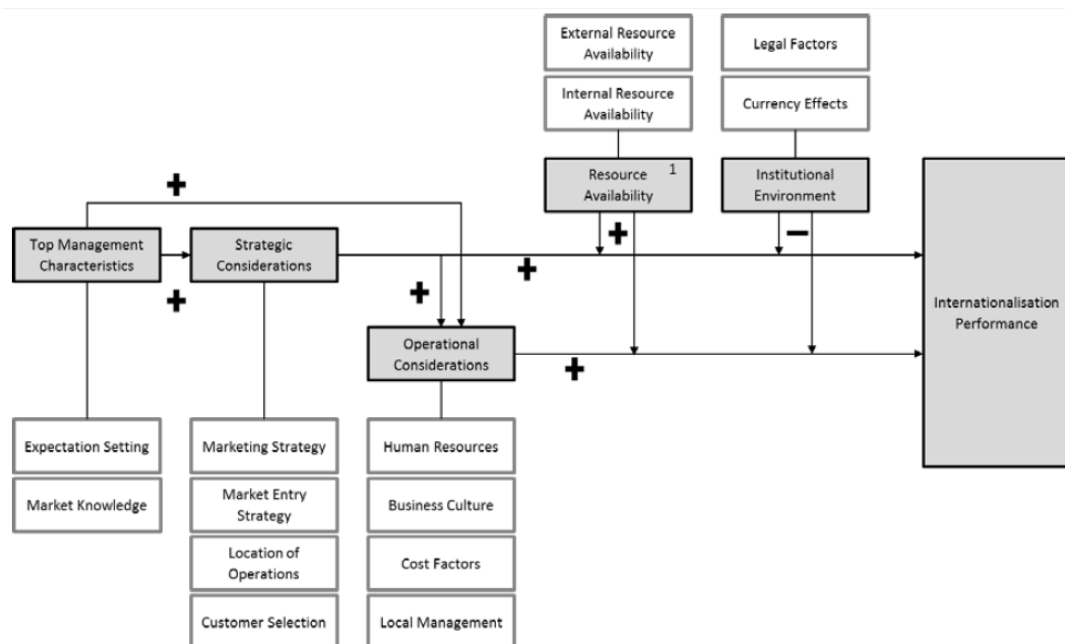 External Resource
Availability
Legal Factors
Internal Resource
Availability
Currency Effects
Resource
Availability
1
Institutional
Environment
+
Top Management
Characteristics
Strategic
Considerations
+
−
+
+
+
Internationalisation
Performance
Operational
Considerations
+
Expectation Setting
Marketing Strategy
Human Resources
Market Knowledge
Market Entry
Strategy
Business Culture
Location of
Operations
Cost Factors
Customer Selection
Local Management